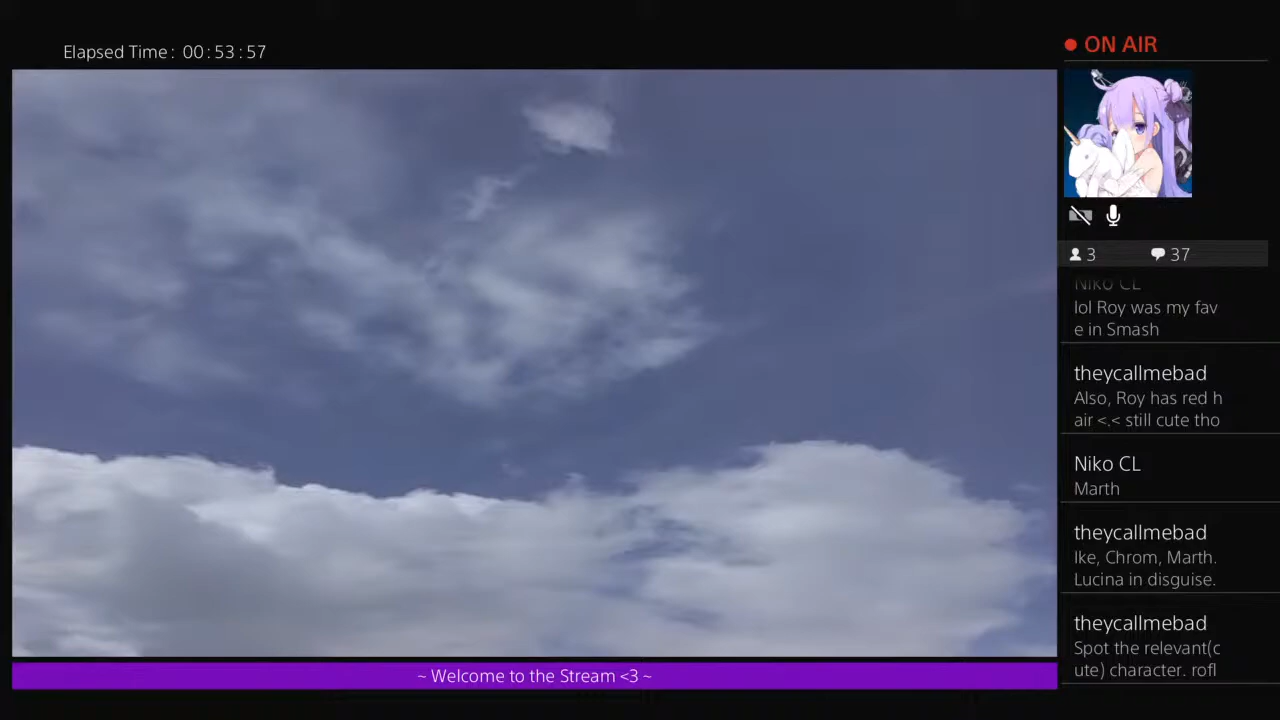 Elapsed Time: 00:53:57
ON AIR
3 37
Niko CL
lol Roy was my fav
e in Smash
theycallmebad
Also, Roy has red h
air <.< still cute tho
Niko CL
Marth
theycallmebad
Ike, Chrom, Marth.
Lucina in disguise.
theycallmebad
Spot the relevant(c
ute) character. rofl
~ Welcome to the Stream <3 ~